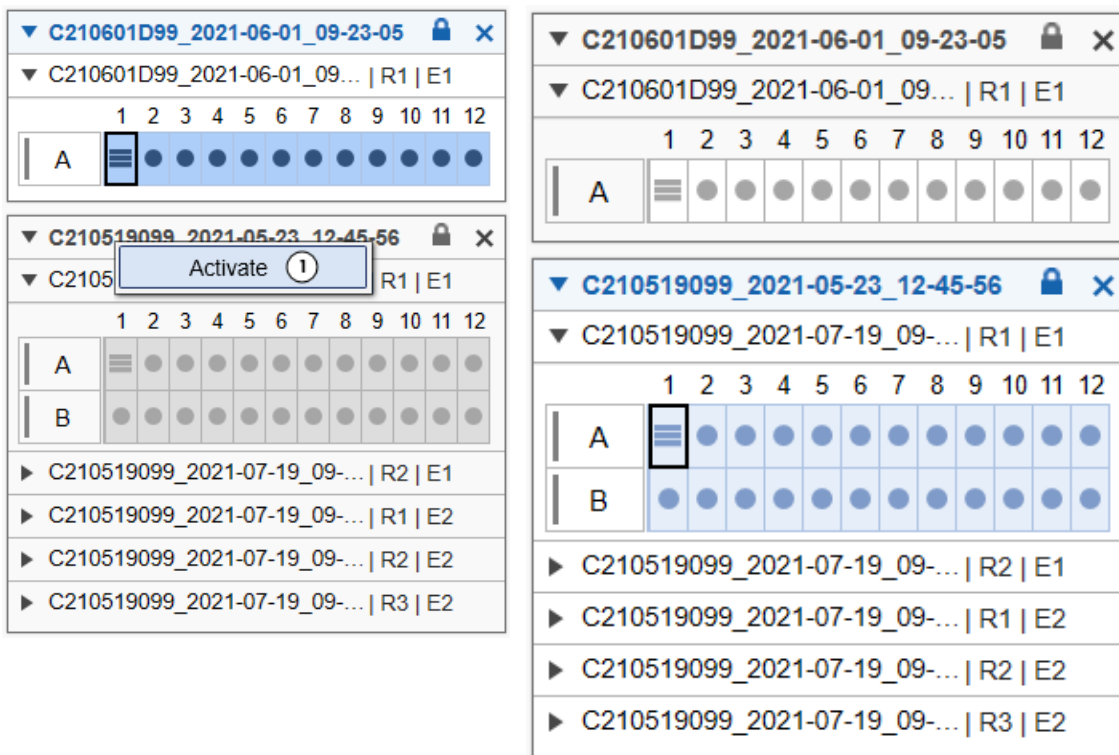 C210601D99_2021-06-01_09-23-05
C210601D99_2021-06-01_09... | R1 | E1
1 2 3 4 5 6 7 8 9 10 11 12
A
C210519099_2021-05-23_12-45-56
Activate 1
C2105 R1 | E1
1 2 3 4 5 6 7 8 9 10 11 12
A
B
C210519099_2021-07-19_09-... | R2 | E1
C210519099_2021-07-19_09-... | R1 | E2
C210519099_2021-07-19_09-... | R2 | E2
C210519099_2021-07-19_09-... | R3 | E2
C210601D99_2021-06-01_09-23-05
C210601D99_2021-06-01_09... | R1 | E1
1 2 3 4 5 6 7 8 9 10 11 12
A
C210519099_2021-05-23_12-45-56
C210519099_2021-07-19_09-... | R1 | E1
1 2 3 4 5 6 7 8 9 10 11 12
A
B
C210519099_2021-07-19_09-... | R2 | E1
C210519099_2021-07-19_09-... | R1 | E2
C210519099_2021-07-19_09-... | R2 | E2
C210519099_2021-07-19_09-... | R3 | E2